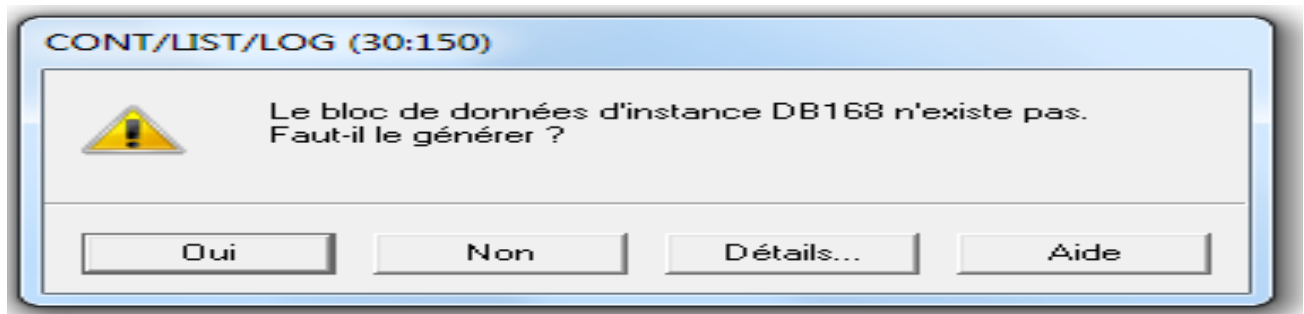 CONT/LIST/LOG (30:150)
Le bloc de données d'instance DB168 n'existe pas.
Faut-il le générer ?
Oui
Non
Détails...
Aide